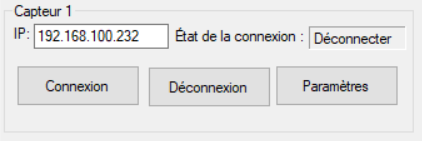 Capteur 1
IP: 192.168.100.232 État de la connexion : Déconnecter
Connexion Déconnexion Paramètres